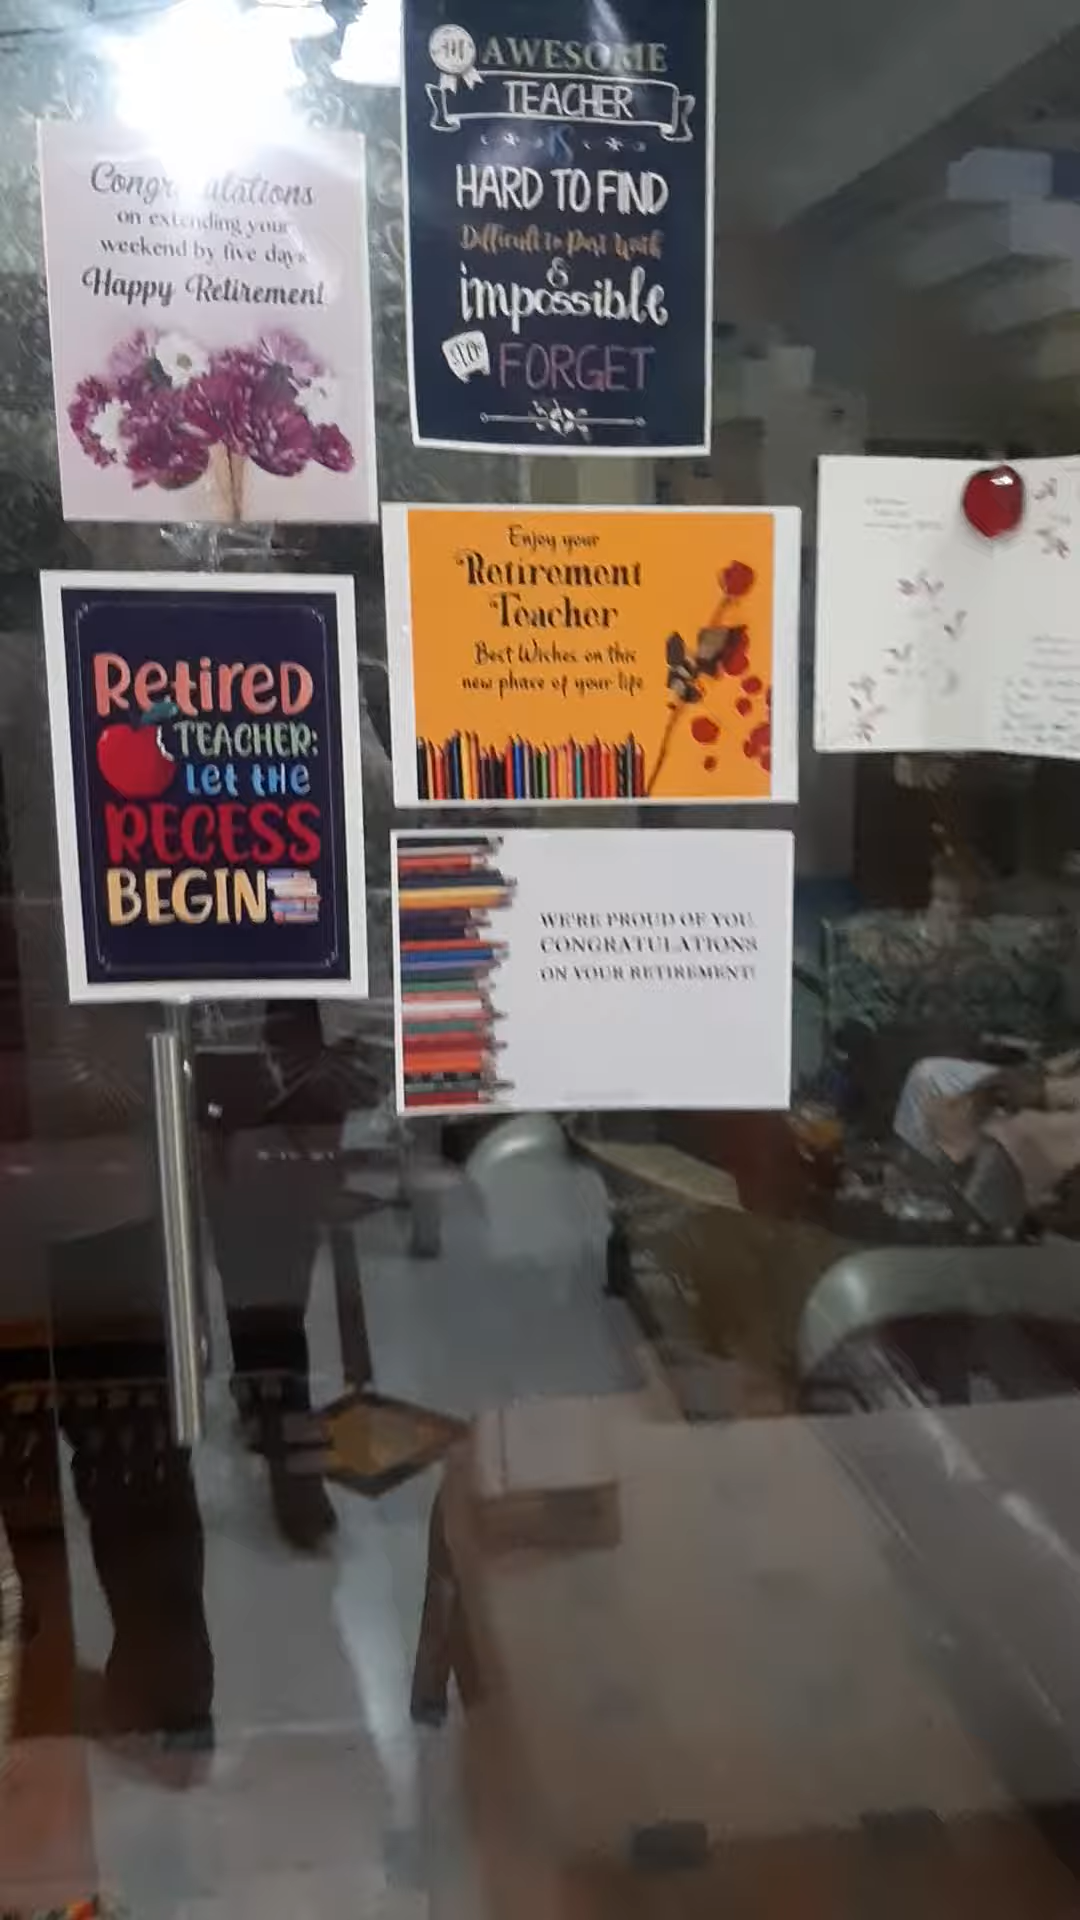 Congratulations
on extending your
weekend by five days
Happy Retirement
AWESOME
TEACHER
IS
HARD TO FIND
Difficult to Part With
&
impossible
TO
FORGET
Enjoy your
Retirement
Teacher
Best Wishes on this
new phase of your life
Retired
TEACHER:
Let the
RECESS
BEGIN
WE'RE PROUD OF YOU.
CONGRATULATIONS
ON YOUR RETIREMENT!